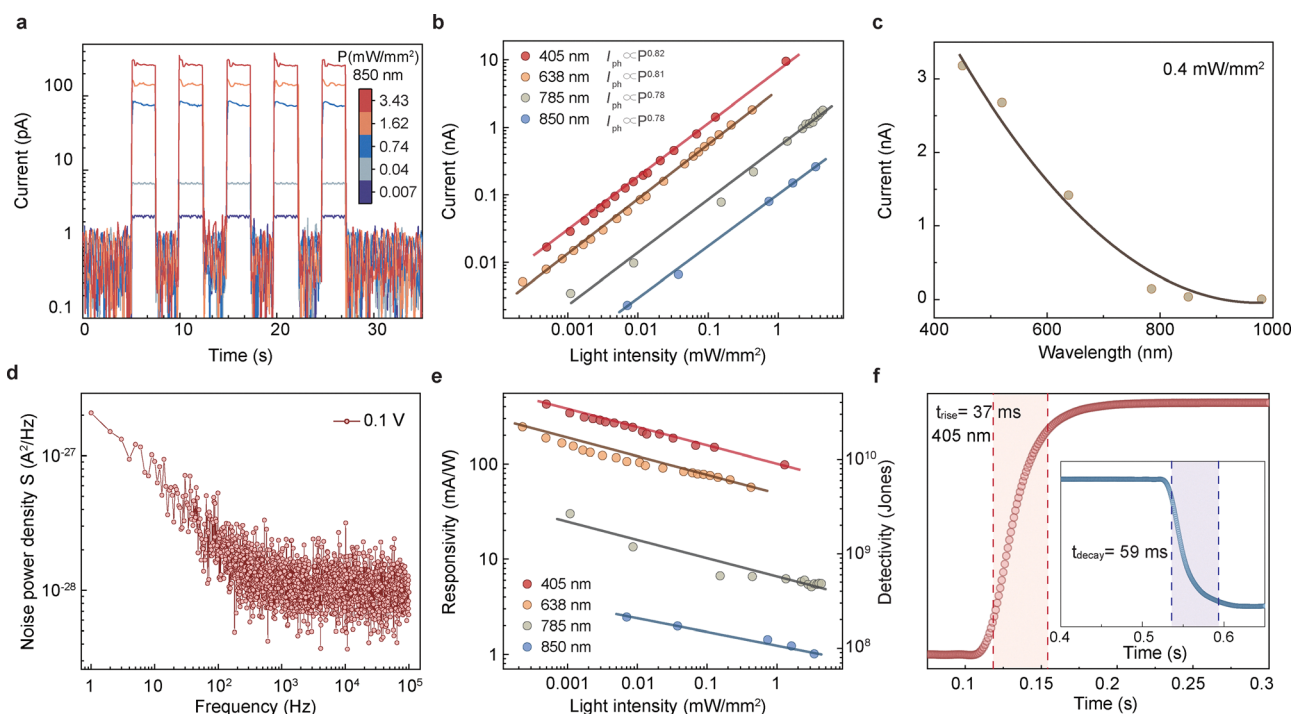 a
P(mW/mm²)
850 nm
3.43
1.62
0.74
0.04
0.007
Current (pA)
100
10
1
0.1
0
10
20
30
Time (s)
b
405 nm Iph∝P0.82
638 nm Iph∝P0.81
785 nm Iph∝P0.78
850 nm Iph∝P0.78
Current (nA)
10
1
0.1
0.01
0.001
0.01
0.1
1
Light intensity (mW/mm²)
c
0.4 mW/mm²
Current (nA)
3
2
1
0
400
600
800
1000
Wavelength (nm)
d
0.1 V
Noise power density S (A²/Hz)
10-27
10-28
1
10
10²
10³
10⁴
10⁵
Frequency (Hz)
e
Responsivity (mA/W)
100
10
1
405 nm
638 nm
785 nm
850 nm
Detectivity (Jones)
10¹⁰
10⁹
10⁸
0.001
0.01
0.1
1
Light intensity (mW/mm²)
f
trise= 37 ms
405 nm
tdecay= 59 ms
0.4
0.5
0.6
Time (s)
0.1
0.15
0.2
0.25
0.3
Time (s)